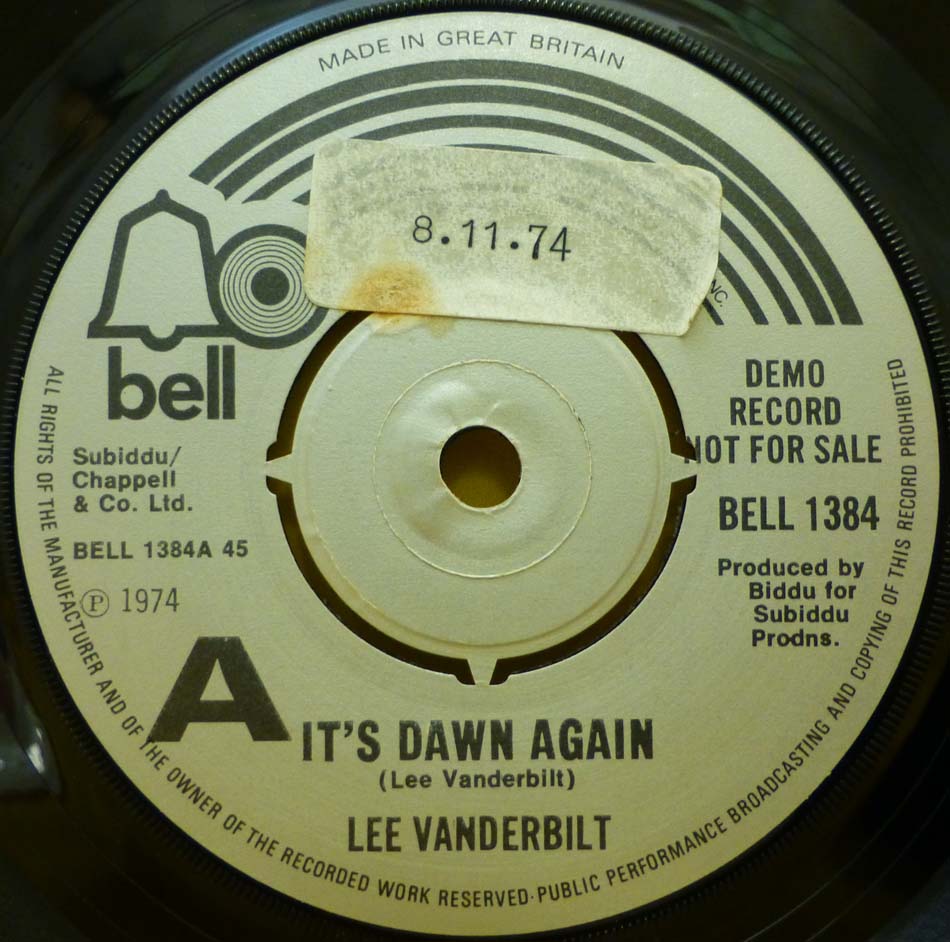 MADE IN GREAT BRITAIN
8.11.74
INC.
bell
DEMO
RECORD
NOT FOR SALE
Subiddu/
Chappell
& Co. Ltd.
BELL 1384
BELL 1384A 45
Produced by
Biddu for
Subiddu
Prodns.
Ⓟ 1974
A
IT'S DAWN AGAIN
(Lee Vanderbilt)
LEE VANDERBILT
ALL RIGHTS OF THE MANUFACTURER AND OF THE OWNER OF THE RECORDED WORK RESERVED·PUBLIC PERFORMANCE BROADCASTING AND COPYING OF THIS RECORD PROHIBITED